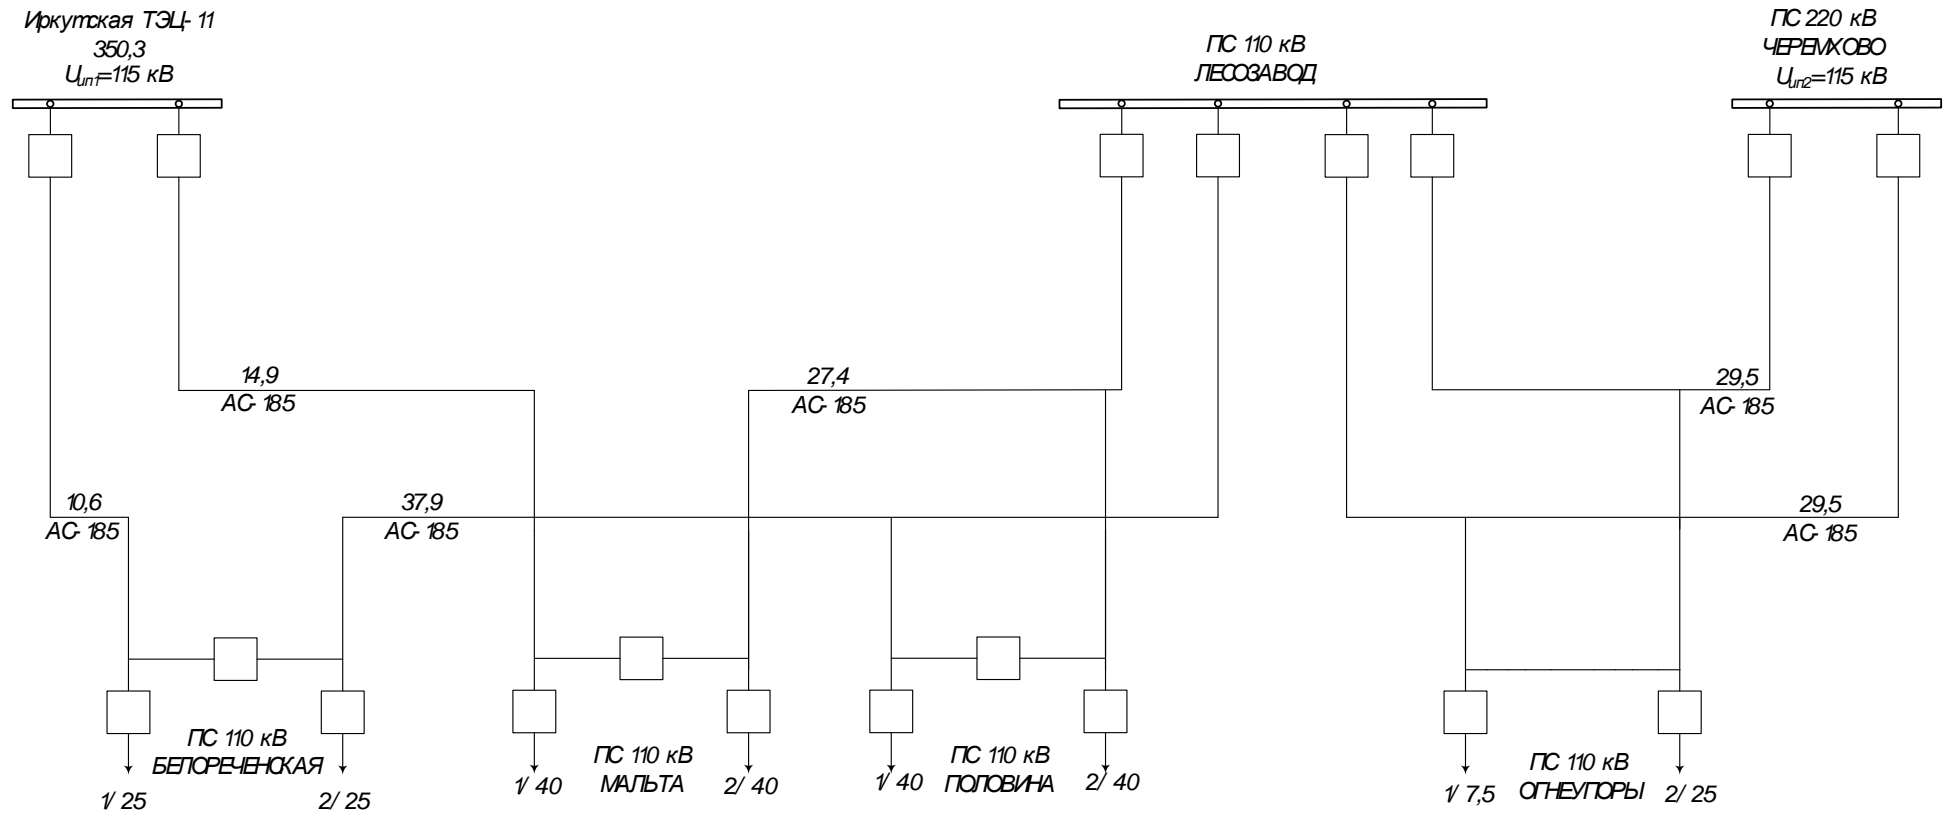 Иркутская ТЭЦ-11
350,3
Uип1=115 кВ
ПС 110 кВ
ЛЕСОЗАВОД
ПС 220 кВ
ЧЕРЕМХОВО
Uип2=115 кВ
14,9
АС-185
27,4
АС-185
29,5
АС-185
10,6
АС-185
37,9
АС-185
29,5
АС-185
ПС 110 кВ
БЕЛОРЕЧЕНСКАЯ
1/ 25
2/ 25
ПС 110 кВ
МАЛЬТА
1/ 40
2/ 40
ПС 110 кВ
ПОЛОВИНА
1/ 40
2/ 40
ПС 110 кВ
ОГНЕУПОРЫ
1/ 7,5
2/ 25